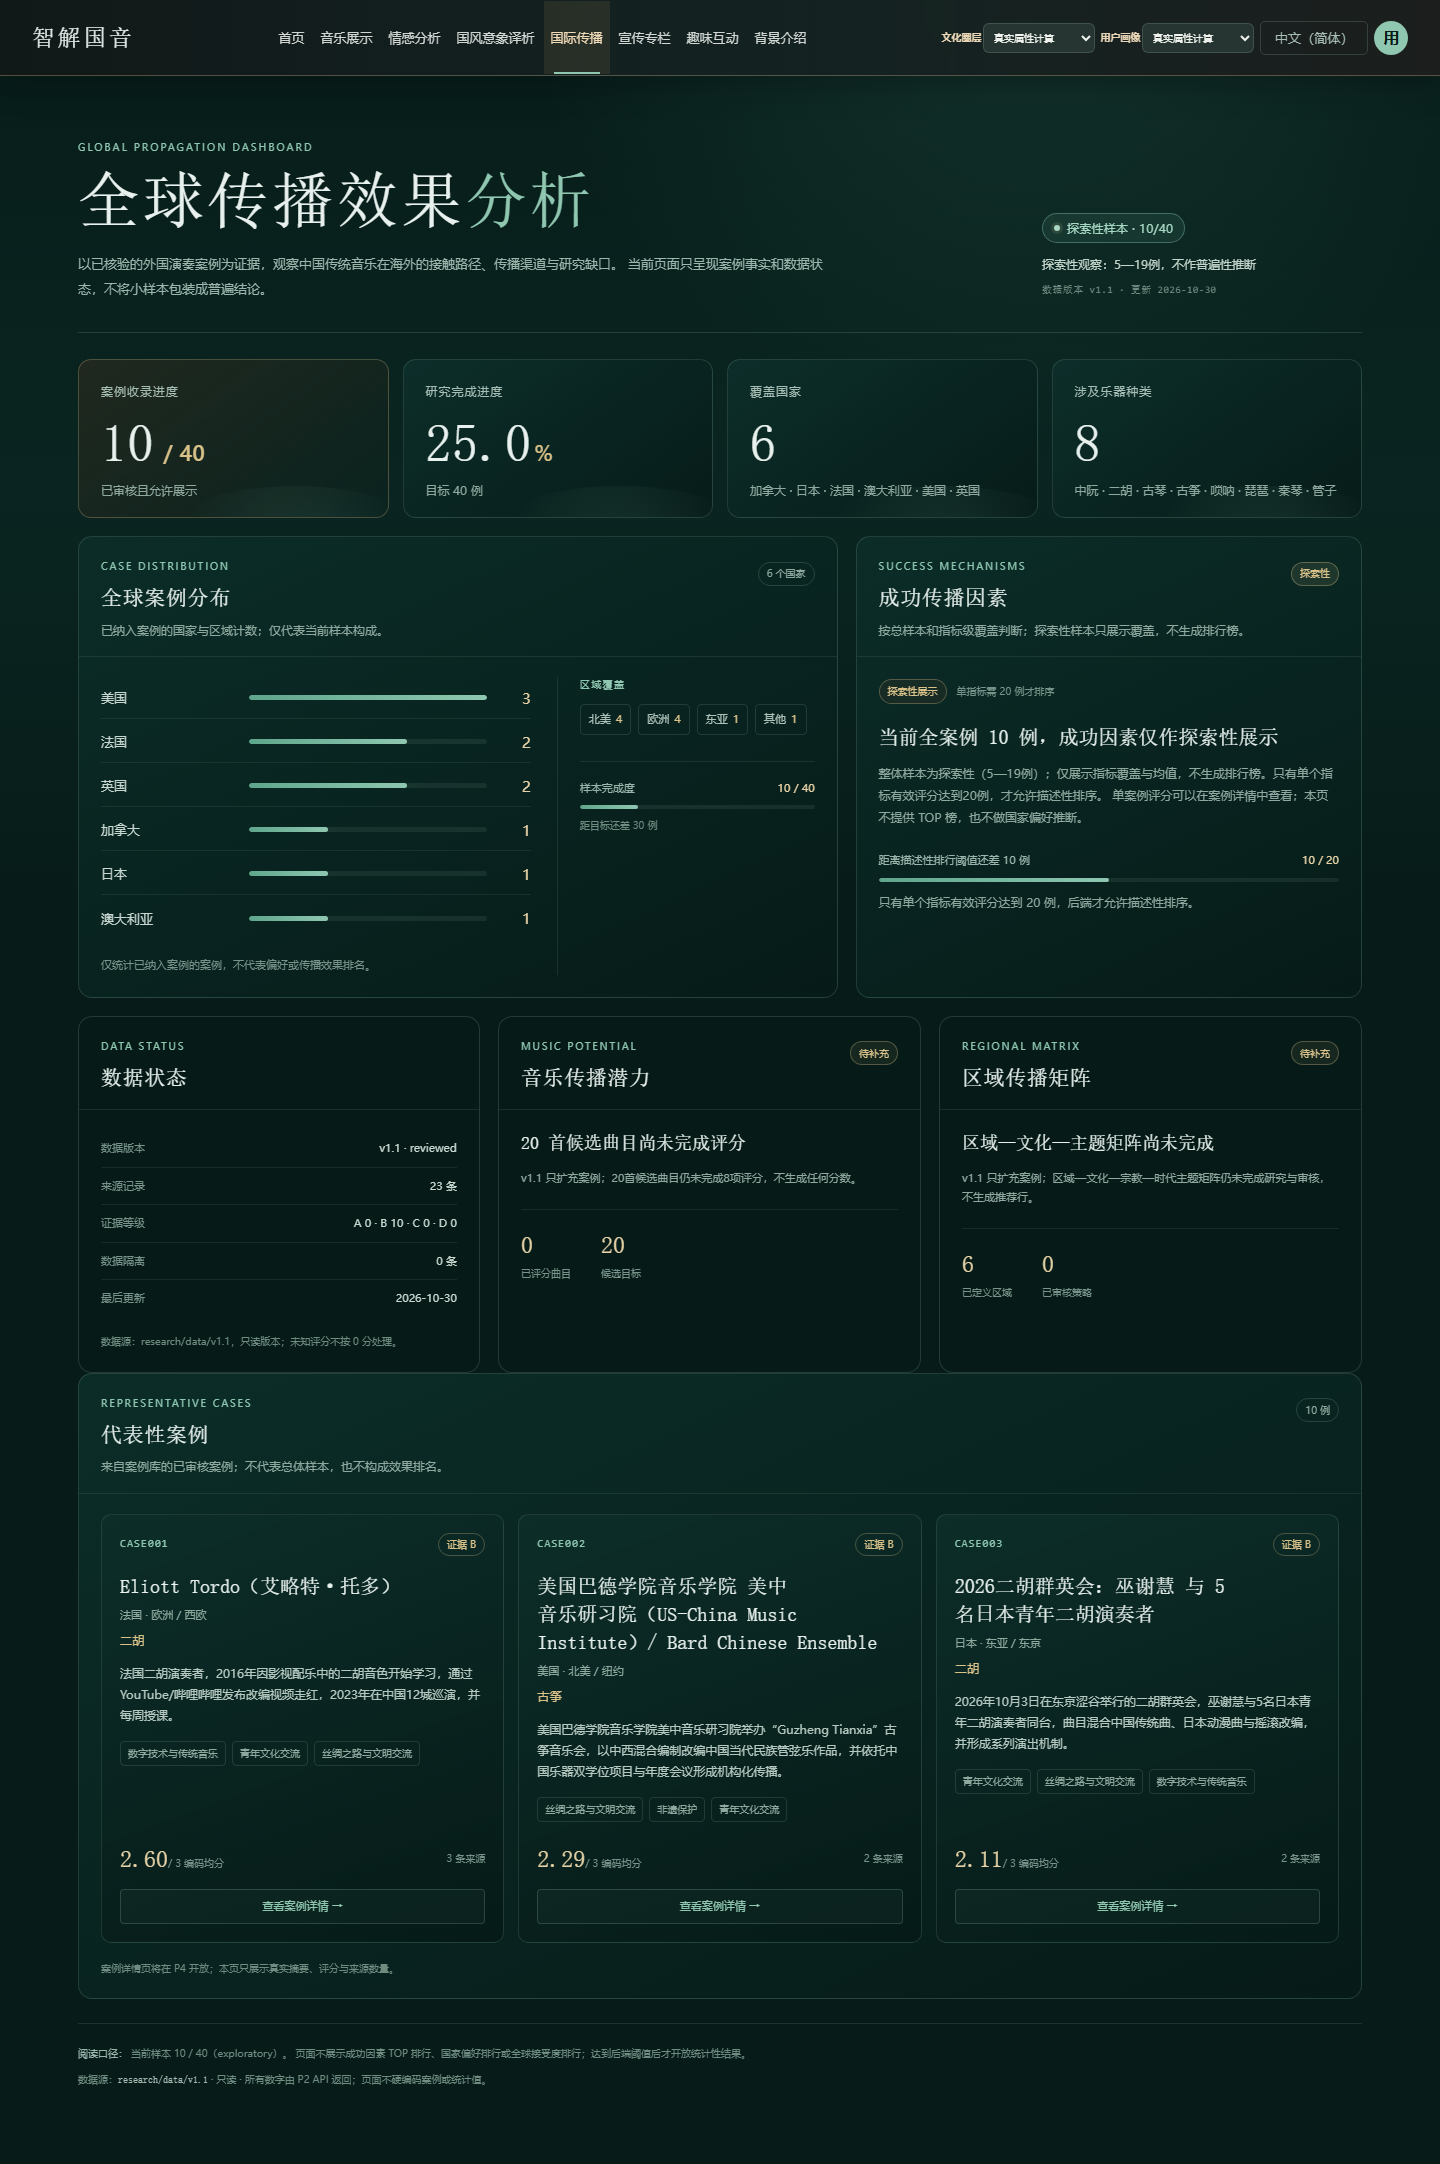 智解国音
首页 音乐展示 情感分析 国风意象译析 国际传播 宣传专栏 趣味互动 背景介绍
文化圈层 真实属性计算 用户画像 真实属性计算 中文（简体） 用
GLOBAL PROPAGATION DASHBOARD
全球传播效果分析
以已核验的外国演奏案例为证据，观察中国传统音乐在海外的接触路径、传播渠道与研究缺口。 当前页面只呈现案例事实和数据状
态，不将小样本包装成普遍结论。
探索性样本 · 10/40
探索性观察：5—19例，不作普遍性推断
数据版本 v1.1 · 更新 2026-10-30
案例收录进度
10 / 40
已审核且允许展示
研究完成进度
25.0%
目标 40 例
覆盖国家
6
加拿大 · 日本 · 法国 · 澳大利亚 · 美国 · 英国
涉及乐器种类
8
中阮 · 二胡 · 古琴 · 古筝 · 唢呐 · 琵琶 · 秦琴 · 管子
CASE DISTRIBUTION
全球案例分布
已纳入案例的国家与区域计数；仅代表当前样本构成。
6 个国家
美国 3
法国 2
英国 2
加拿大 1
日本 1
澳大利亚 1
仅统计已纳入案例的案例，不代表偏好或传播效果排名。
区域覆盖
北美 4 欧洲 4 东亚 1 其他 1
样本完成度 10 / 40
距目标还差 30 例
SUCCESS MECHANISMS
成功传播因素
按总样本和指标级覆盖判断；探索性样本只展示覆盖，不生成排行榜。
探索性
探索性展示 单指标需 20 例才排序
当前全案例 10 例，成功因素仅作探索性展示
整体样本为探索性（5—19例）；仅展示指标覆盖与均值，不生成排行榜。只有单个指
标有效评分达到20例，才允许描述性排序。 单案例评分可以在案例详情中查看；本页
不提供 TOP 榜，也不做国家偏好推断。
距离描述性排行阈值还差 10 例 10 / 20
只有单个指标有效评分达到 20 例，后端才允许描述性排序。
DATA STATUS
数据状态
数据版本 v1.1 · reviewed
来源记录 23 条
证据等级 A 0 · B 10 · C 0 · D 0
数据隔离 0 条
最后更新 2026-10-30
数据源：research/data/v1.1，只读版本；未知评分不按 0 分处理。
MUSIC POTENTIAL
音乐传播潜力
待补充
20 首候选曲目尚未完成评分
v1.1 只扩充案例；20首候选曲目仍未完成8项评分，不生成任何分数。
0 20
已评分曲目 候选目标
REGIONAL MATRIX
区域传播矩阵
待补充
区域—文化—主题矩阵尚未完成
v1.1 只扩充案例；区域—文化—宗教—时代主题矩阵仍未完成研究与审核，
不生成推荐行。
6 0
已定义区域 已审核策略
REPRESENTATIVE CASES
代表性案例
来自案例库的已审核案例；不代表总体样本，也不构成效果排名。
10 例
CASE001 证据 B
Eliott Tordo（艾略特·托多）
法国 · 欧洲 / 西欧
二胡
法国二胡演奏者，2016年因影视配乐中的二胡音色开始学习，通过
YouTube/哔哩哔哩发布改编视频走红，2023年在中国12城巡演，并
每周授课。
数字技术与传统音乐 青年文化交流 丝绸之路与文明交流
2.60/ 3 编码均分 3 条来源
查看案例详情 →
CASE002 证据 B
美国巴德学院音乐学院 美中
音乐研习院（US-China Music
Institute）/ Bard Chinese Ensemble
美国 · 北美 / 纽约
古筝
美国巴德学院音乐学院美中音乐研习院举办“Guzheng Tianxia”古
筝音乐会，以中西混合编制改编中国当代民族管弦乐作品，并依托中
国乐器双学位项目与年度会议形成机构化传播。
丝绸之路与文明交流 非遗保护 青年文化交流
2.29/ 3 编码均分 2 条来源
查看案例详情 →
CASE003 证据 B
2026二胡群英会：巫谢慧 与 5
名日本青年二胡演奏者
日本 · 东亚 / 东京
二胡
2026年10月3日在东京涩谷举行的二胡群英会，巫谢慧与5名日本青
年二胡演奏者同台，曲目混合中国传统曲、日本动漫曲与摇滚改编，
并形成系列演出机制。
青年文化交流 丝绸之路与文明交流 数字技术与传统音乐
2.11/ 3 编码均分 2 条来源
查看案例详情 →
案例详情页将在 P4 开放；本页只展示真实摘要、评分与来源数量。
阅读口径： 当前样本 10 / 40（exploratory）。 页面不展示成功因素 TOP 排行、国家偏好排行或全球接受度排行；达到后端阈值后才开放统计性结果。
数据源：research/data/v1.1 · 只读 · 所有数字由 P2 API 返回；页面不硬编码案例或统计值。